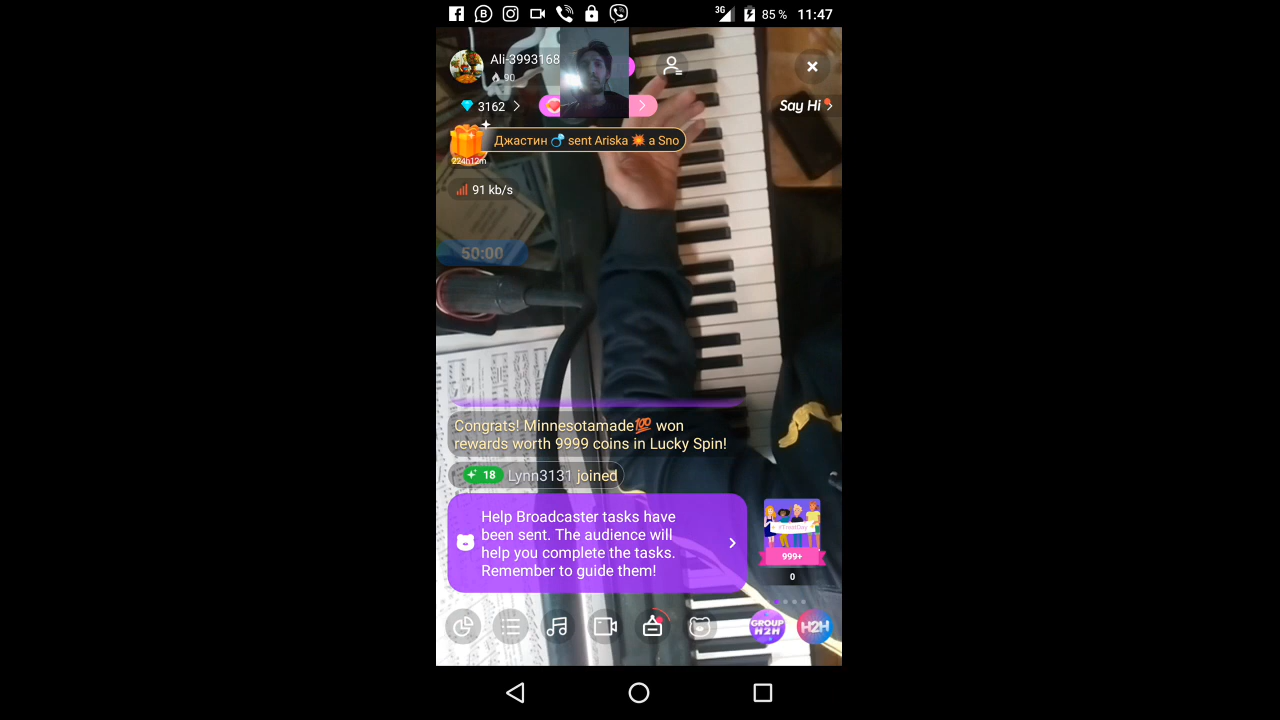 3G 85 % 11:47
Ali-3993168
90
3162
Say Hi
Джастин 💍 sent Ariska 💥 a Sno
224h12m
91 kb/s
50:00
Congrats! Minnesotamade💯 won
rewards worth 9999 coins in Lucky Spin!
18 Lynn3131 joined
Help Broadcaster tasks have
been sent. The audience will
help you complete the tasks.
Remember to guide them!
999+
0
GROUP
H2H
H2H